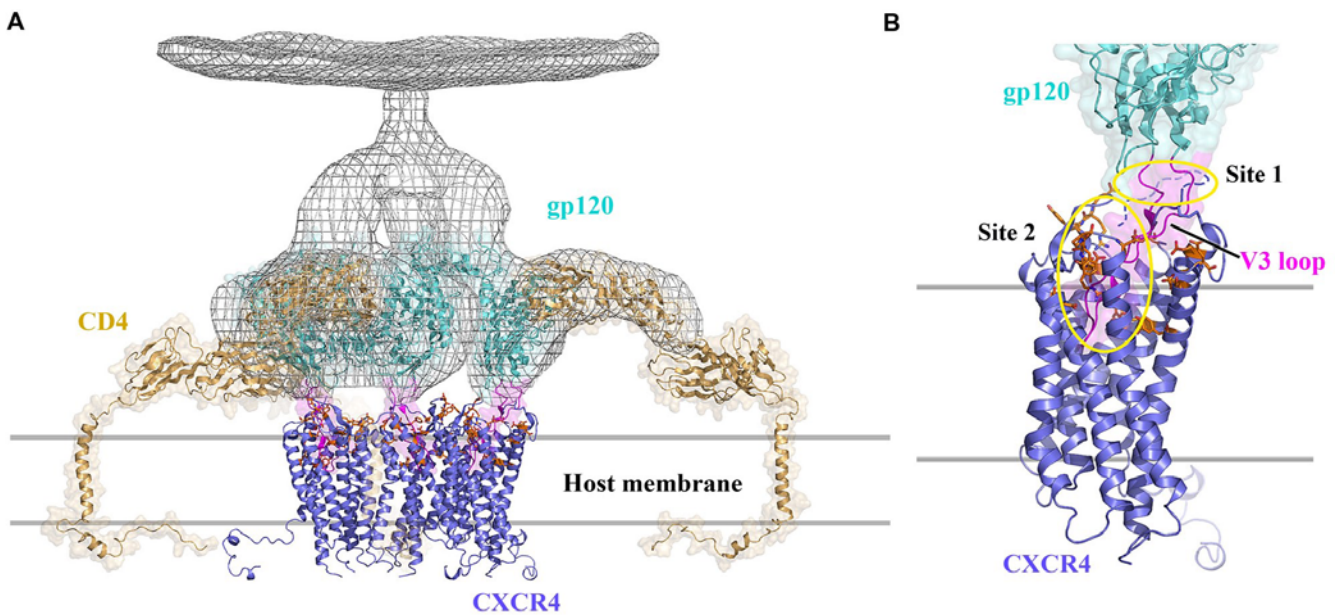 A
gp120
CD4
Host membrane
CXCR4
B
gp120
Site 1
Site 2
V3 loop
CXCR4